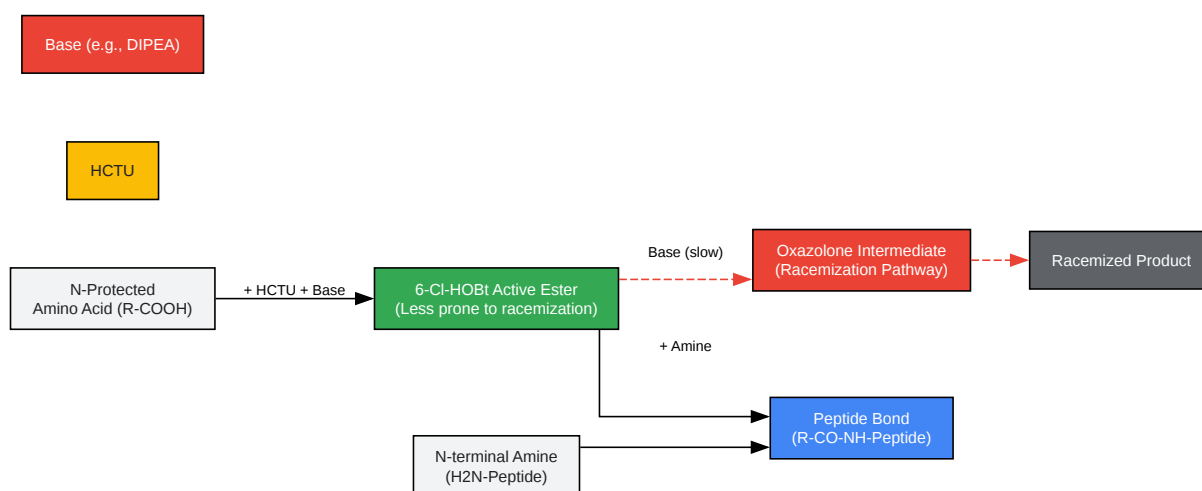 Base (e.g., DIPEA)
HCTU
N-Protected
Amino Acid (R-COOH)
+ HCTU + Base
6-Cl-HOBt Active Ester
(Less prone to racemization)
Base (slow)
Oxazolone Intermediate
(Racemization Pathway)
Racemized Product
+ Amine
Peptide Bond
(R-CO-NH-Peptide)
N-terminal Amine
(H2N-Peptide)